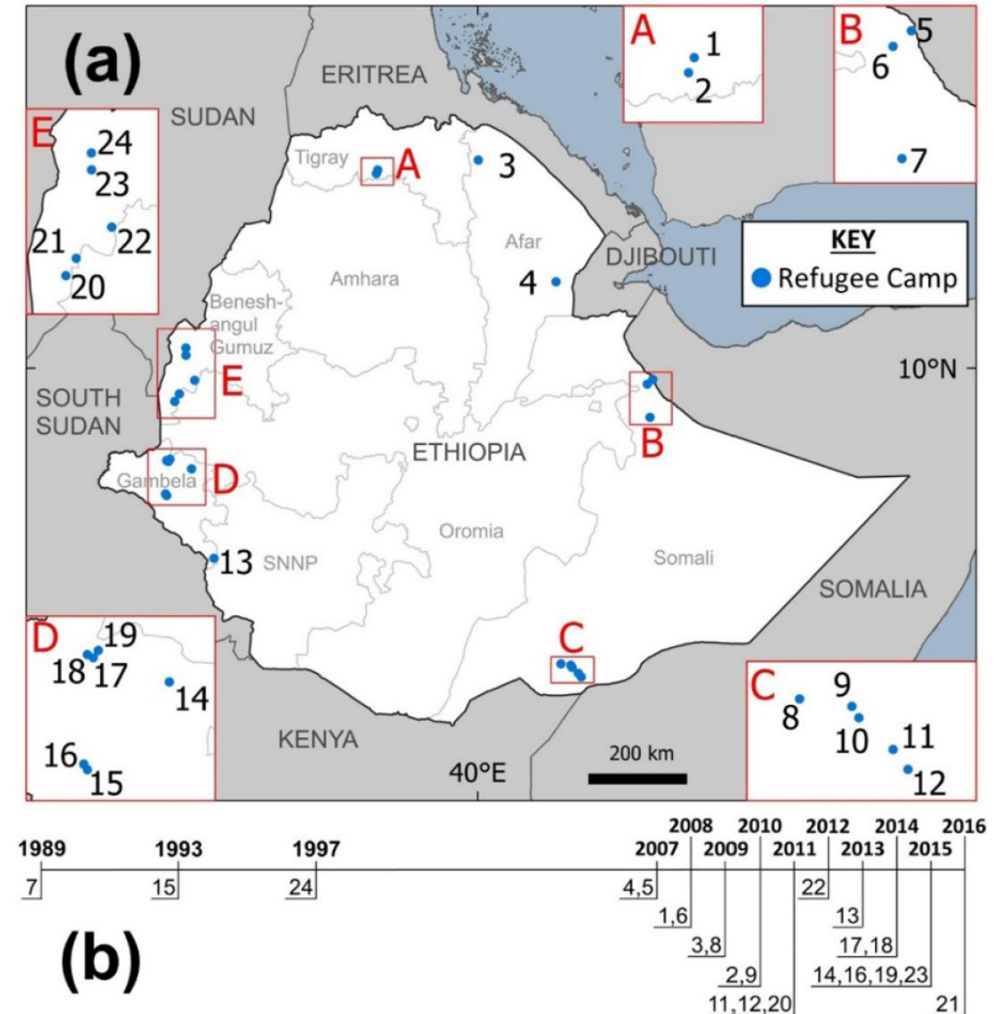 (a)
ERITREA
SUDAN
A
1
2
B
5
6
7
E
24
23
22
21
20
Tigray
A
3
Afar
DJIBOUTI
KEY
Refugee Camp
4
Amhara
Benesh-
angul
Gumuz
E
10°N
SOUTH
SUDAN
B
ETHIOPIA
Gambela
D
Oromia
13
SNNP
Somali
SOMALIA
D
19
18
17
14
16
15
C
C
8
9
10
11
12
KENYA
40°E
200 km
2008 2010 2012 2014 2016
1989 1993 1997 2007 2009 2011 2013 2015
7 15 24 4,5 22
1,6 13
3,8 17,18
2,9 14,16,19,23
11,12,20 21
(b)